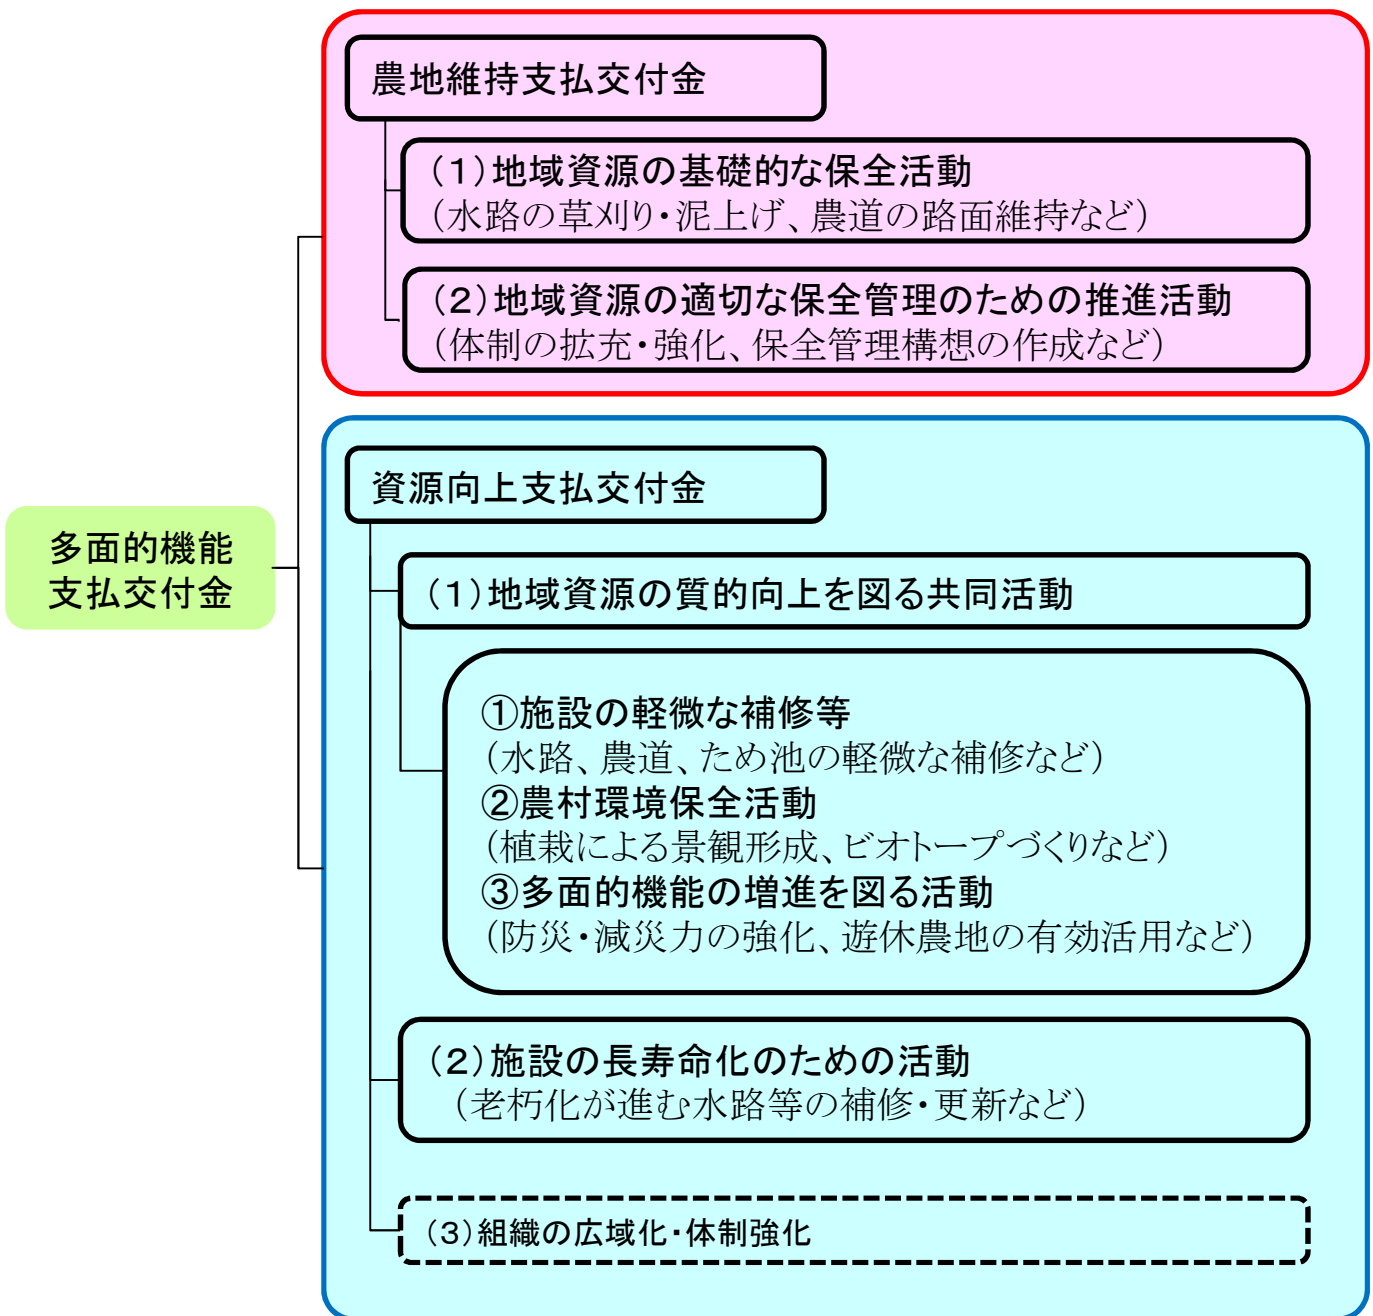 農地維持支払交付金
（１）地域資源の基礎的な保全活動
（水路の草刈り・泥上げ、農道の路面維持など）
（２）地域資源の適切な保全管理のための推進活動
（体制の拡充・強化、保全管理構想の作成など）
多面的機能
支払交付金
資源向上支払交付金
（１）地域資源の質的向上を図る共同活動
①施設の軽微な補修等
（水路、農道、ため池の軽微な補修など）
②農村環境保全活動
（植栽による景観形成、ビオトープづくりなど）
③多面的機能の増進を図る活動
（防災・減災力の強化、遊休農地の有効活用など）
（２）施設の長寿命化のための活動
（老朽化が進む水路等の補修・更新など）
（３）組織の広域化・体制強化